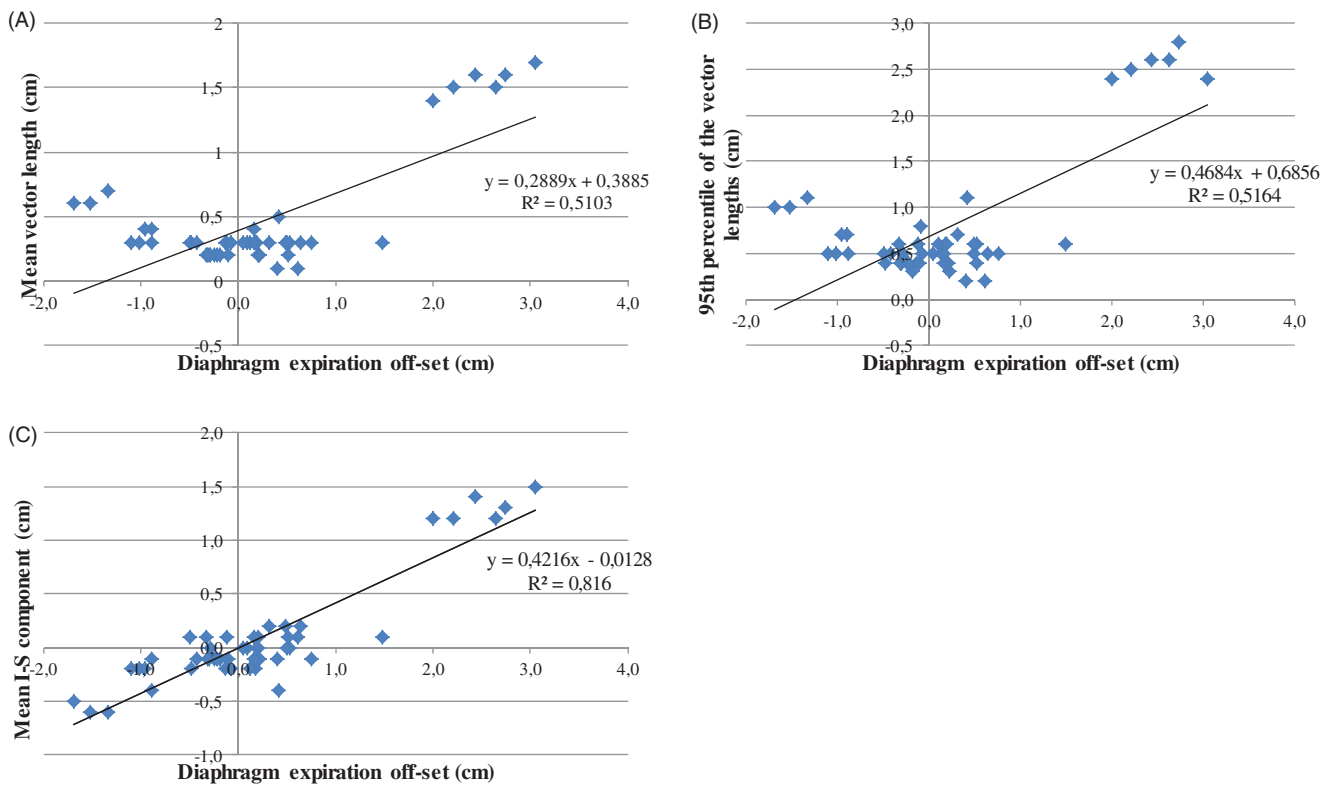 (A)
Mean vector length (cm)
2
1,5
1
0,5
0
-0,5
-2,0 -1,0 0,0 1,0 2,0 3,0 4,0
y = 0,2889x + 0,3885
R² = 0,5103
Diaphragm expiration off-set (cm)
(B)
95th percentile of the vector
lengths (cm)
3,0
2,5
2,0
1,5
1,0
0,5
0,0
-0,5
-2,0 -1,0 0,0 1,0 2,0 3,0 4,0
y = 0,4684x + 0,6856
R² = 0,5164
Diaphragm expiration off-set (cm)
(C)
Mean I-S component (cm)
2,0
1,5
1,0
0,5
0,0
-0,5
-1,0
-2,0 -1,0 0,0 1,0 2,0 3,0 4,0
y = 0,4216x - 0,0128
R² = 0,816
Diaphragm expiration off-set (cm)